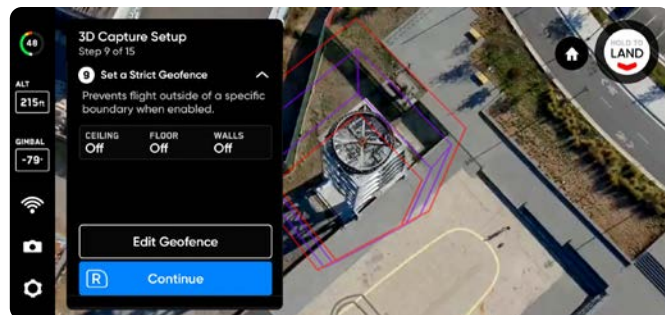 48
ALT
215ft
GIMBAL
-79°
3D Capture Setup
Step 9 of 15
9 Set a Strict Geofence
Prevents flight outside of a specific
boundary when enabled.
CEILING FLOOR WALLS
Off Off Off
Edit Geofence
R Continue
HOLD TO
LAND